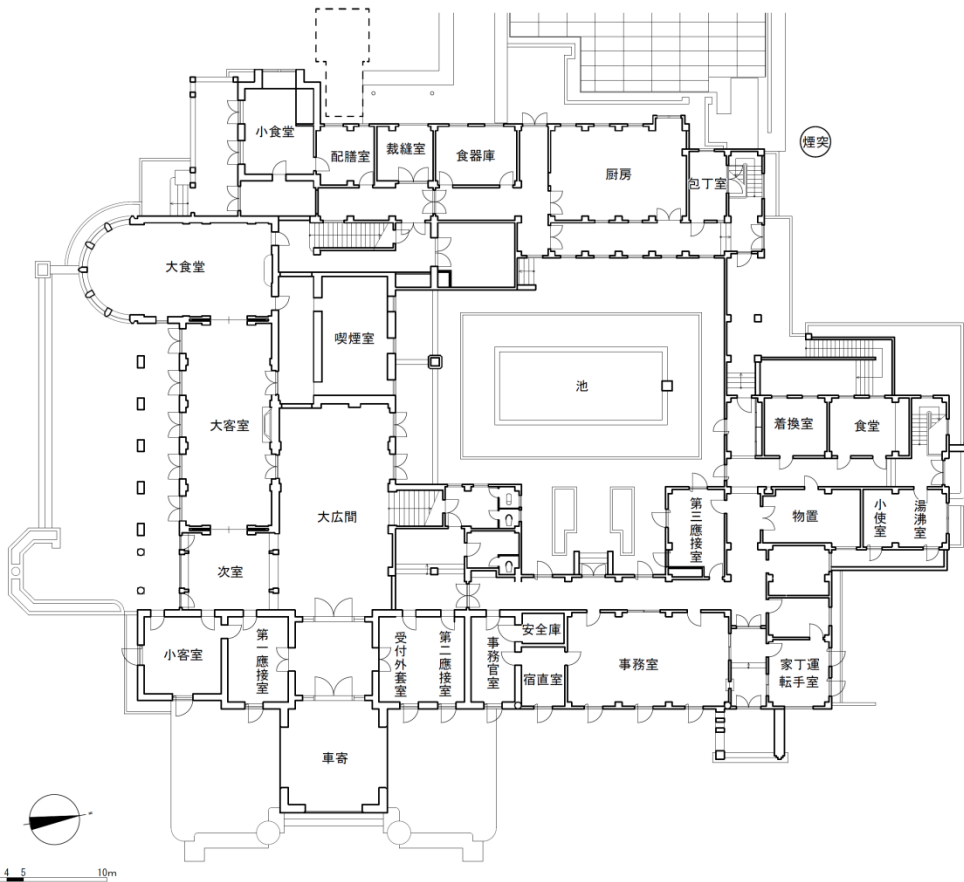 小食堂
配膳室
裁縫室
食器庫
厨房
包丁室
煙突
大食堂
喫煙室
池
大客室
着換室
食堂
大広間
第三應接室
物置
小使室
湯沸室
次室
小客室
第一應接室
受付外套室
第二應接室
事務官室
安全庫
宿直室
事務室
家丁運
転手室
車寄
4 5 10m